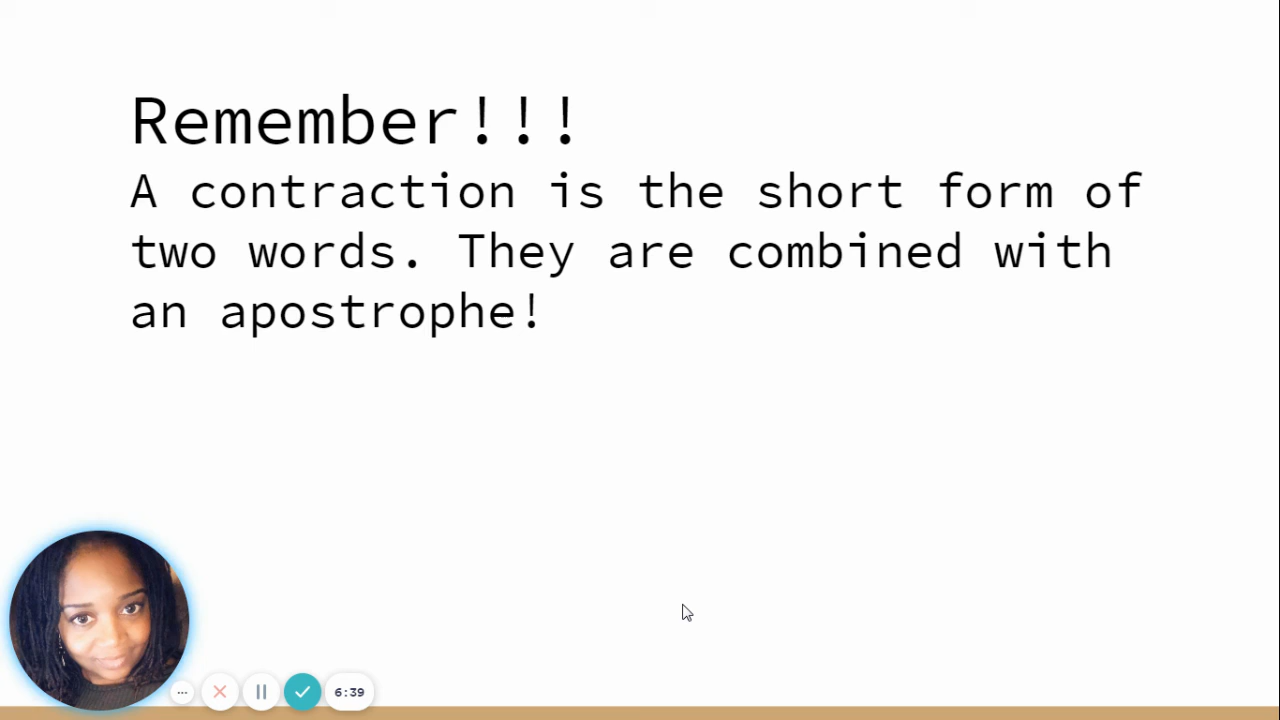 Remember!!!
A contraction is the short form of
two words. They are combined with
an apostrophe!
6:39